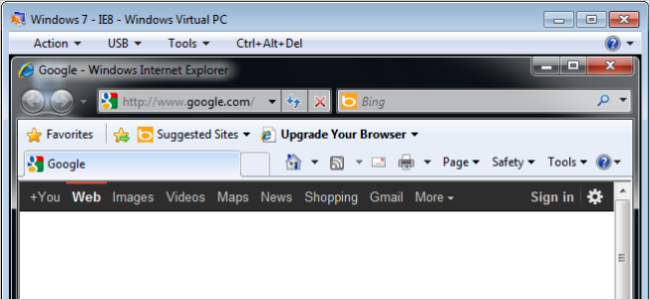 Windows 7 - IE8 - Windows Virtual PC
Action USB Tools Ctrl+Alt+Del
Google - Windows Internet Explorer
http://www.google.com/ Bing
Favorites Suggested Sites Upgrade Your Browser
Google Page Safety Tools
+You Web Images Videos Maps News Shopping Gmail More Sign in